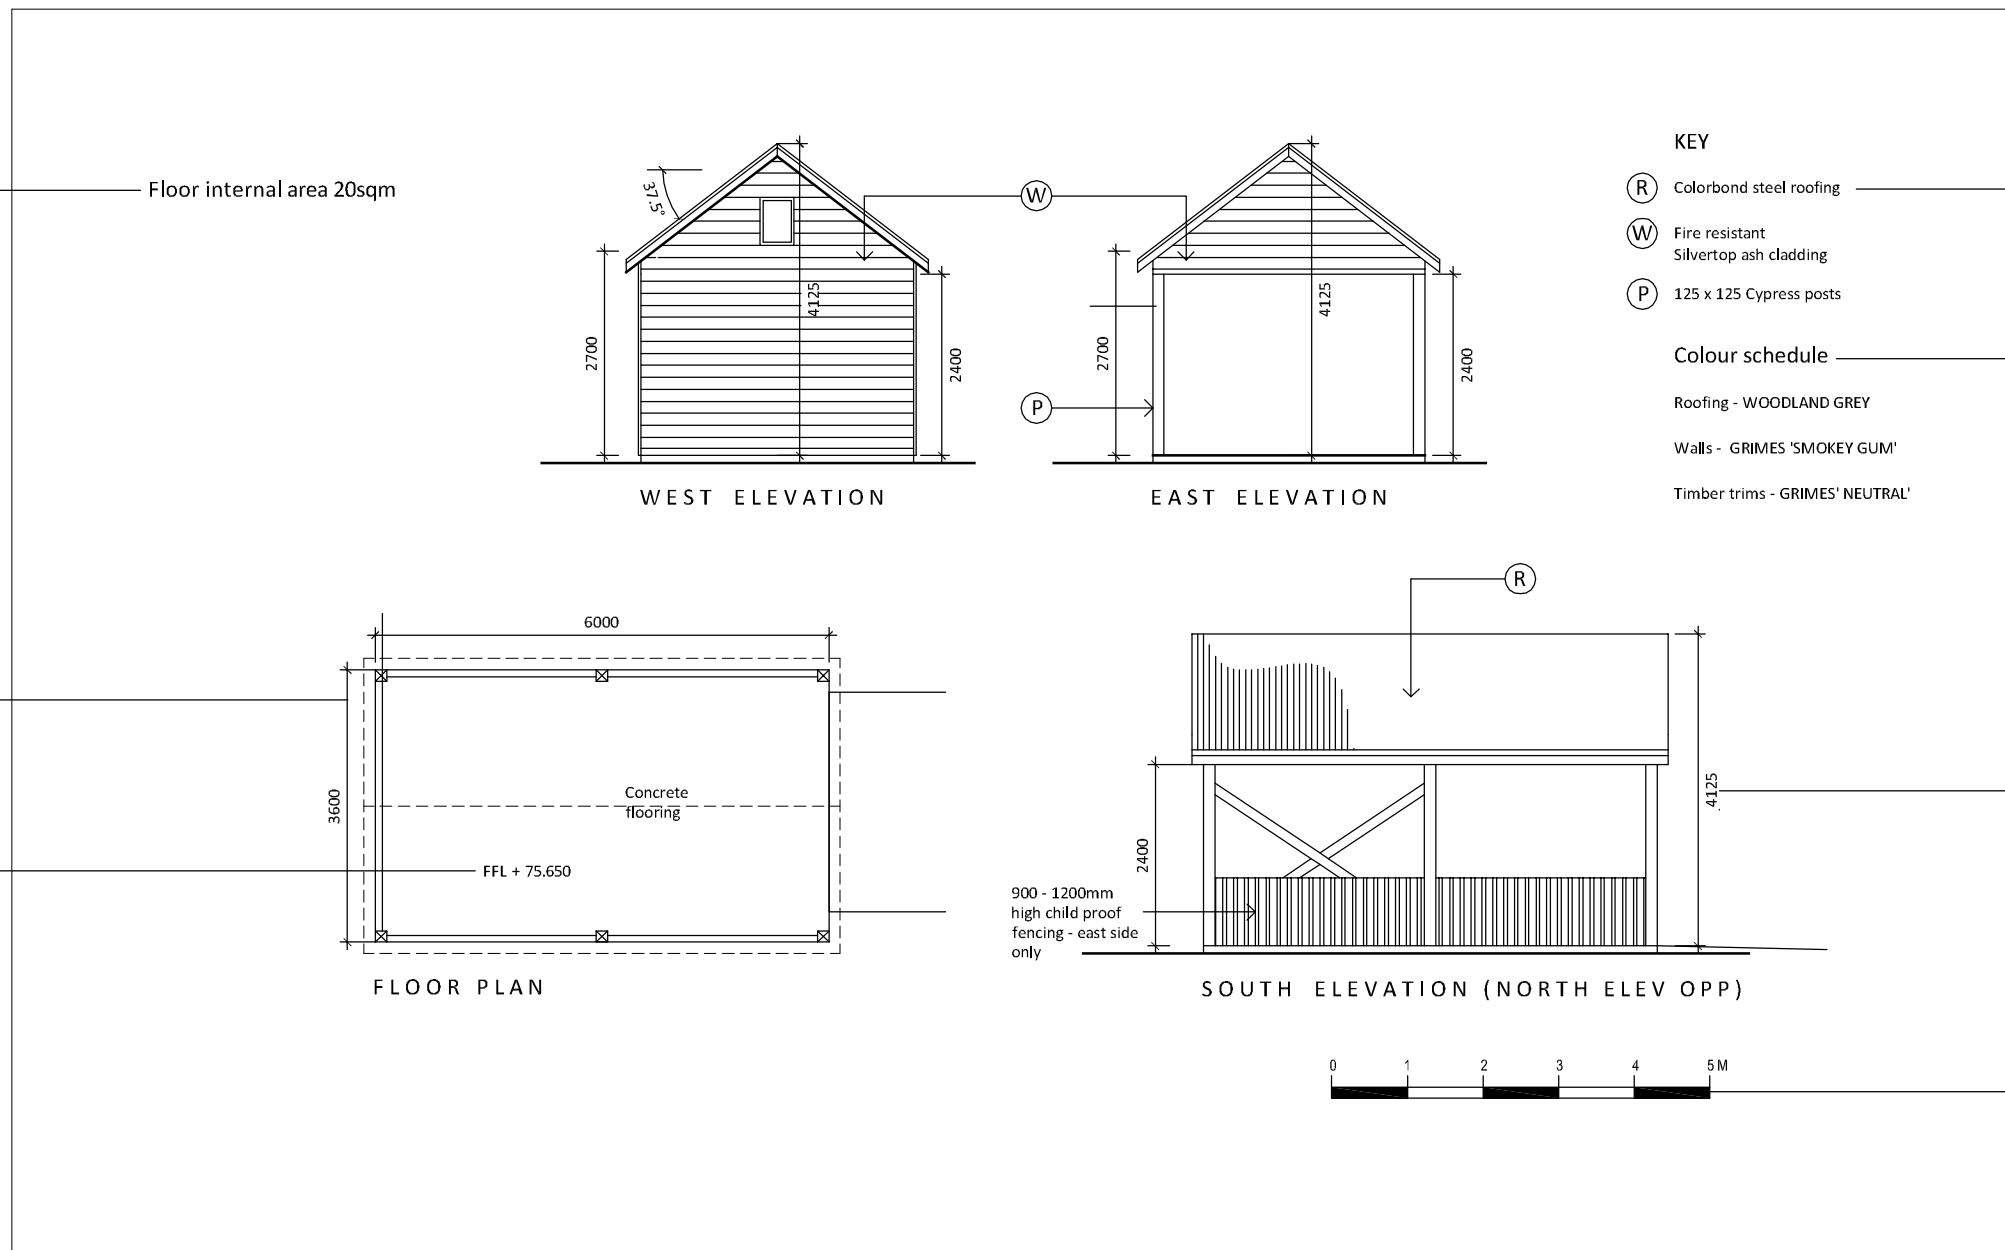 Floor internal area 20sqm
37.5°
2700
4125
2400
WEST ELEVATION
W
P
2700
4125
2400
EAST ELEVATION
KEY
R Colorbond steel roofing
W Fire resistant
Silvertop ash cladding
P 125 x 125 Cypress posts
Colour schedule
Roofing - WOODLAND GREY
Walls - GRIMES 'SMOKEY GUM'
Timber trims - GRIMES' NEUTRAL'
6000
3600
Concrete
flooring
FFL + 75.650
FLOOR PLAN
R
4125
2400
900 - 1200mm
high child proof
fencing - east side
only
SOUTH ELEVATION (NORTH ELEV OPP)
0 1 2 3 4 5 M